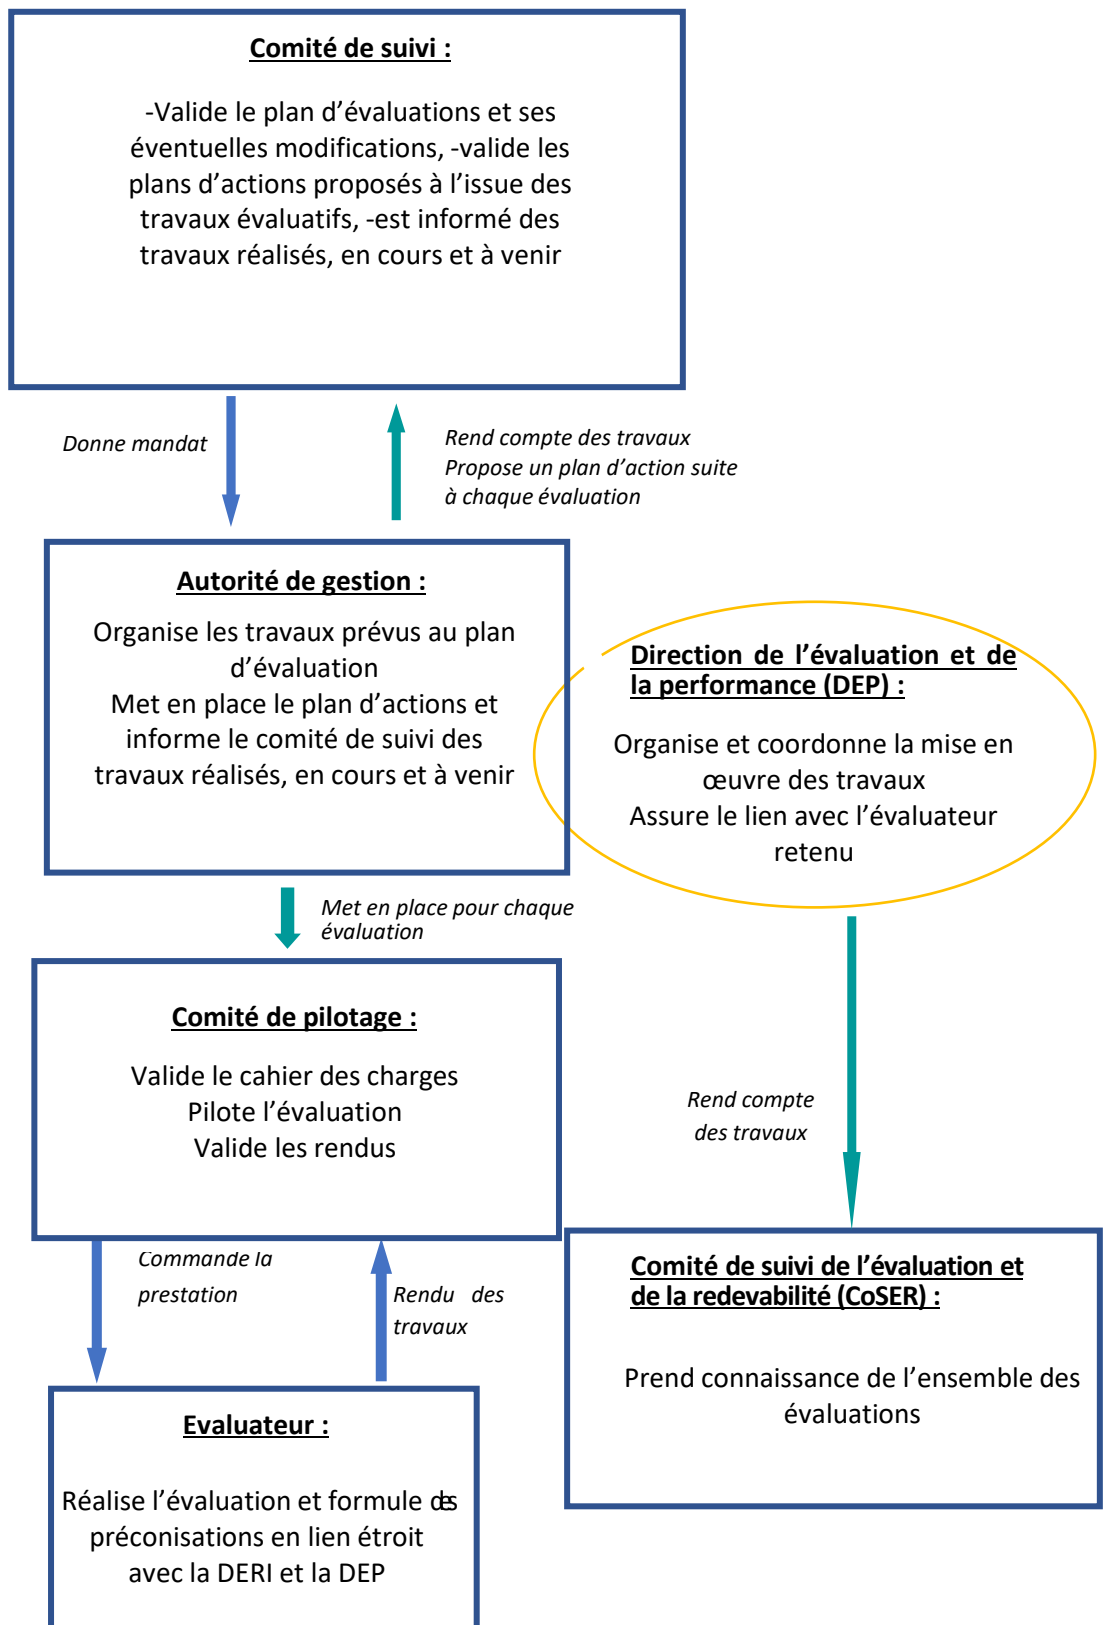 Comité de suivi :
-Valide le plan d’évaluations et ses
éventuelles modifications, -valide les
plans d’actions proposés à l’issue des
travaux évaluatifs, -est informé des
travaux réalisés, en cours et à venir
Donne mandat
Rend compte des travaux
Propose un plan d’action suite
à chaque évaluation
Autorité de gestion :
Organise les travaux prévus au plan
d’évaluation
Met en place le plan d’actions et
informe le comité de suivi des
travaux réalisés, en cours et à venir
Direction de l’évaluation et de
la performance (DEP) :
Organise et coordonne la mise en
œuvre des travaux
Assure le lien avec l’évaluateur
retenu
Met en place pour chaque
évaluation
Comité de pilotage :
Valide le cahier des charges
Pilote l’évaluation
Valide les rendus
Rend compte
des travaux
Commande la
prestation
Rendu des
travaux
Comité de suivi de l’évaluation et
de la redevabilité (CoSER) :
Prend connaissance de l’ensemble des
évaluations
Evaluateur :
Réalise l’évaluation et formule des
préconisations en lien étroit
avec la DERI et la DEP